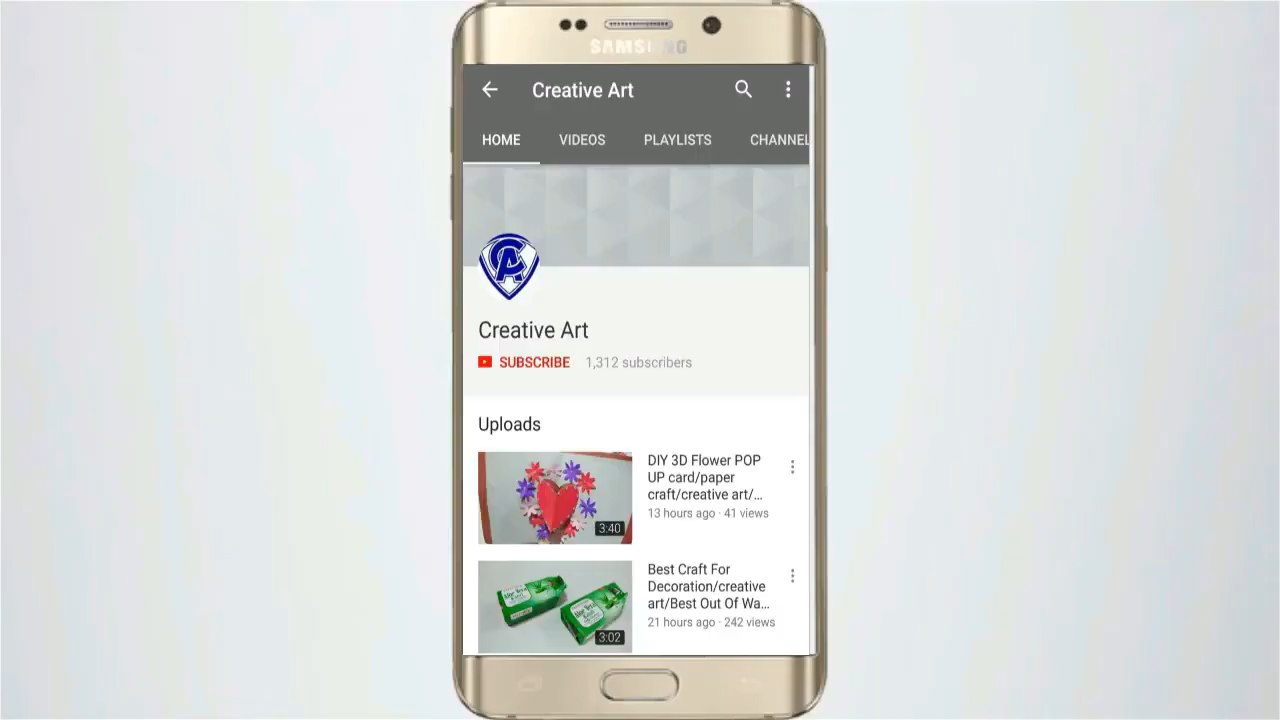 SAMSUNG
Creative Art
HOME VIDEOS PLAYLISTS CHANNEL
CA
Creative Art
SUBSCRIBE 1,312 subscribers
Uploads
DIY 3D Flower POP
UP card/paper
craft/creative art/...
13 hours ago · 41 views
3:40
Best Craft For
Decoration/creative
art/Best Out Of Wa...
21 hours ago · 242 views
3:02